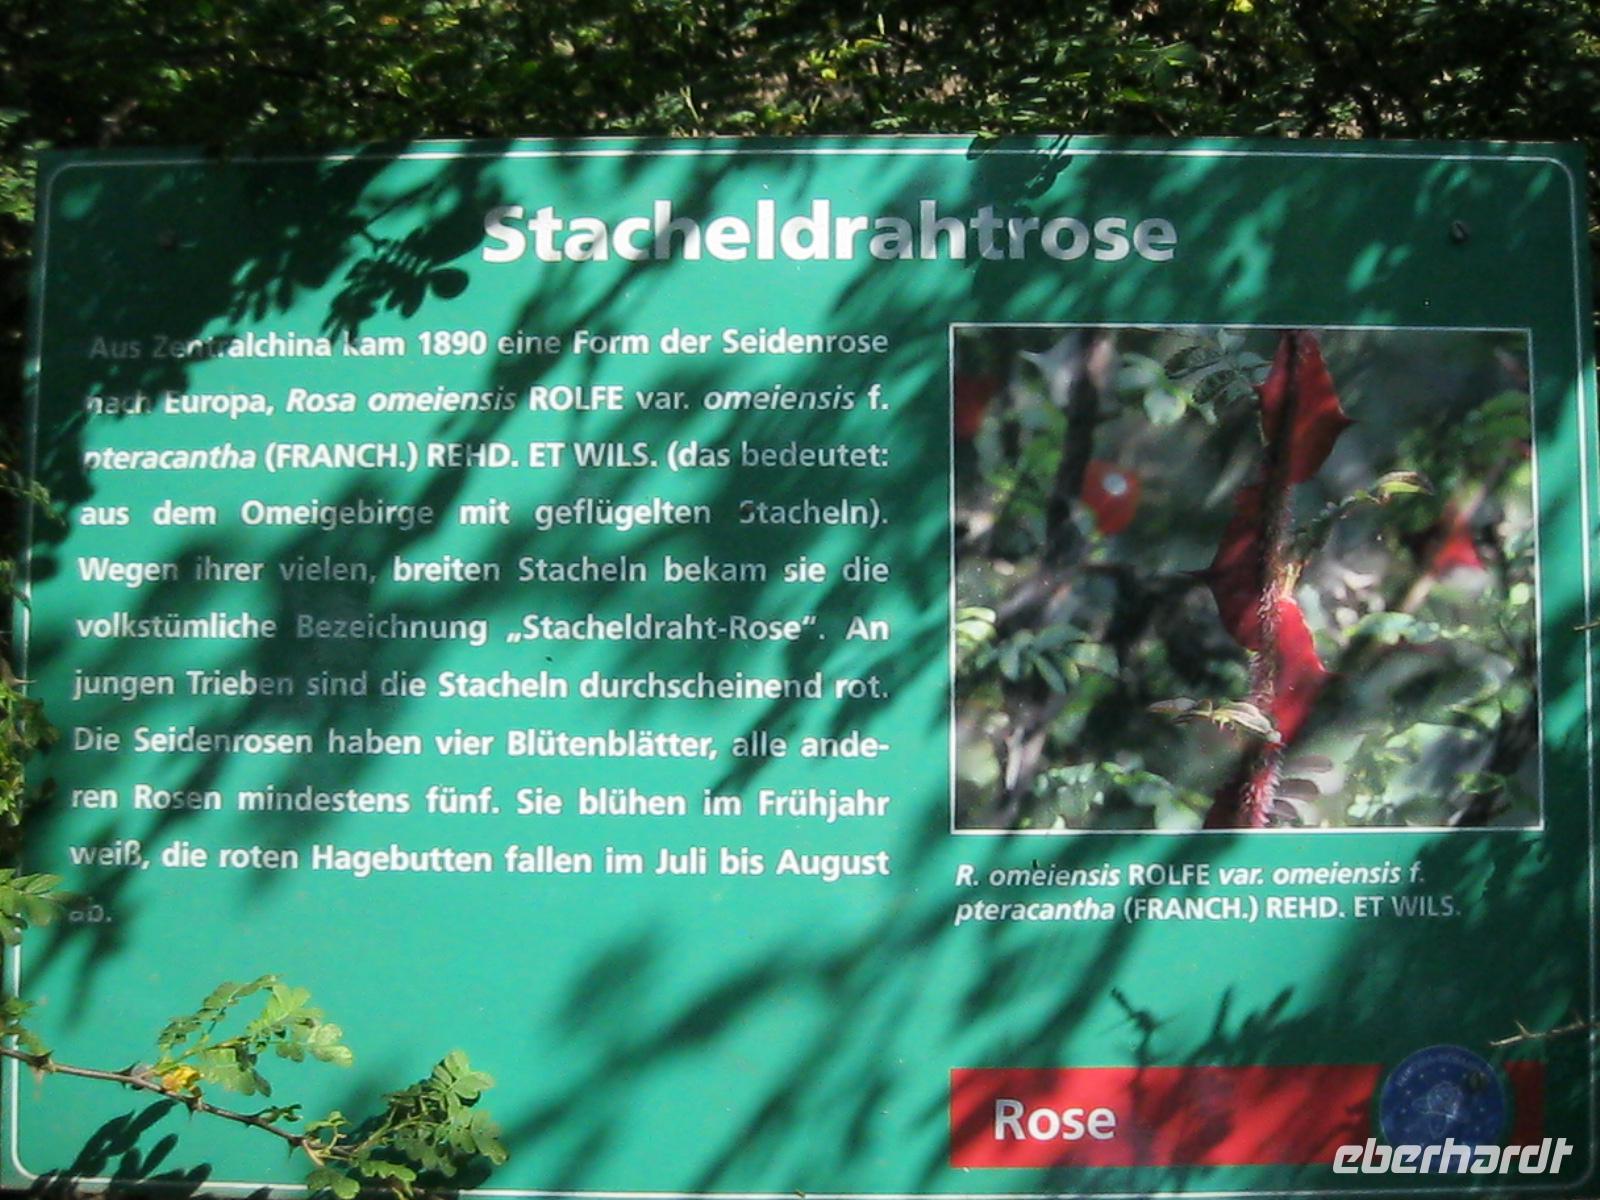 Stacheldrahtrose
Aus Zentralchina kam 1890 eine Form der Seidenrose
nach Europa, Rosa omeiensis ROLFE var. omeiensis f.
pteracantha (FRANCH.) REHD. ET WILS. (das bedeutet:
aus dem Omeigebirge mit geflügelten Stacheln).
Wegen ihrer vielen, breiten Stacheln bekam sie die
volkstümliche Bezeichnung „Stacheldraht-Rose“. An
jungen Trieben sind die Stacheln durchscheinend rot.
Die Seidenrosen haben vier Blütenblätter, alle ande-
ren Rosen mindestens fünf. Sie blühen im Frühjahr
weiß, die roten Hagebutten fallen im Juli bis August
ab.
R. omeiensis ROLFE var. omeiensis f.
pteracantha (FRANCH.) REHD. ET WILS.
Rose
eberhardt